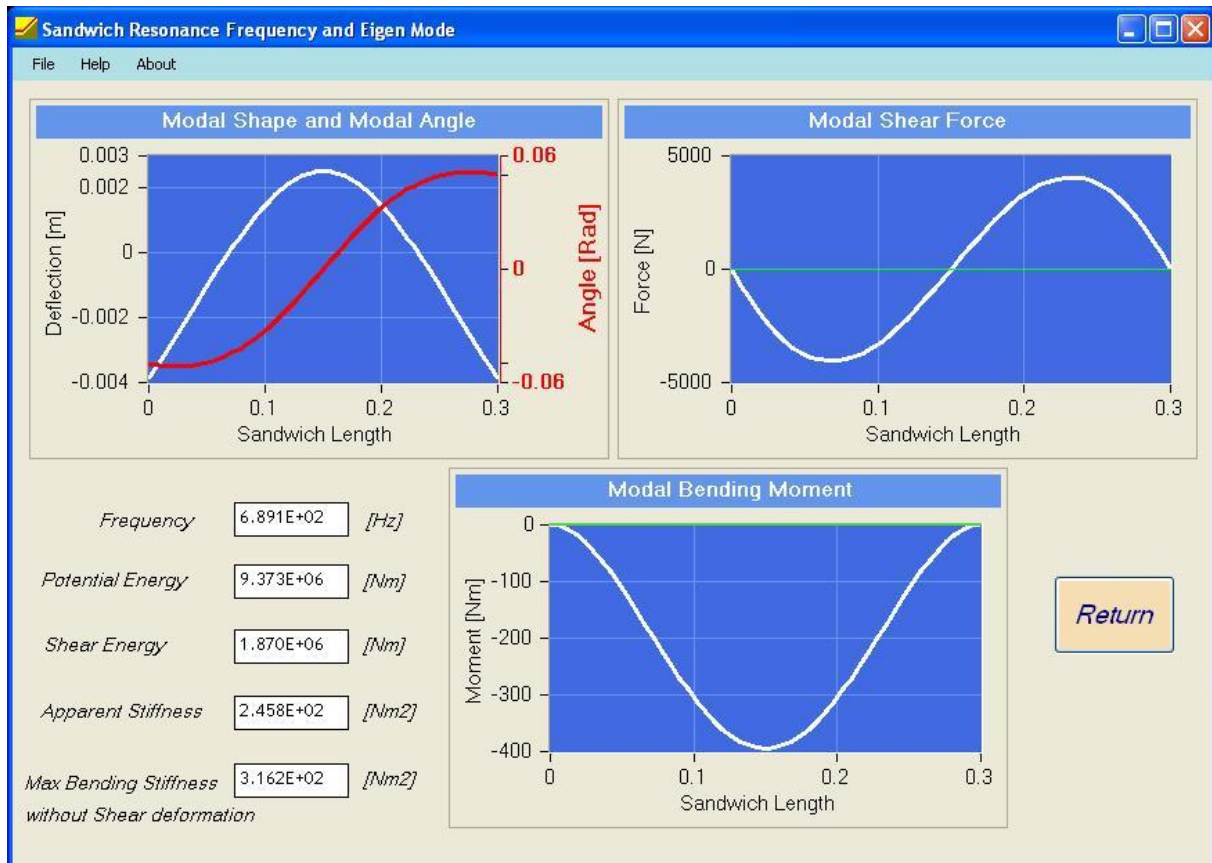 Sandwich Resonance Frequency and Eigen Mode
File Help About
Modal Shape and Modal Angle
0.003
0.002
0
-0.002
-0.004
Deflection [m]
0.06
0
-0.06
Angle [Rad]
0 0.1 0.2 0.3
Sandwich Length
Modal Shear Force
5000
0
-5000
Force [N]
0 0.1 0.2 0.3
Sandwich Length
Frequency 6.891E+02 [Hz]
Potential Energy 9.373E+06 [Nm]
Shear Energy 1.870E+06 [Nm]
Apparent Stiffness 2.458E+02 [Nm2]
Max Bending Stiffness 3.162E+02 [Nm2]
without Shear deformation
Modal Bending Moment
0
-100
-200
-300
-400
Moment [Nm]
0 0.1 0.2 0.3
Sandwich Length
Return